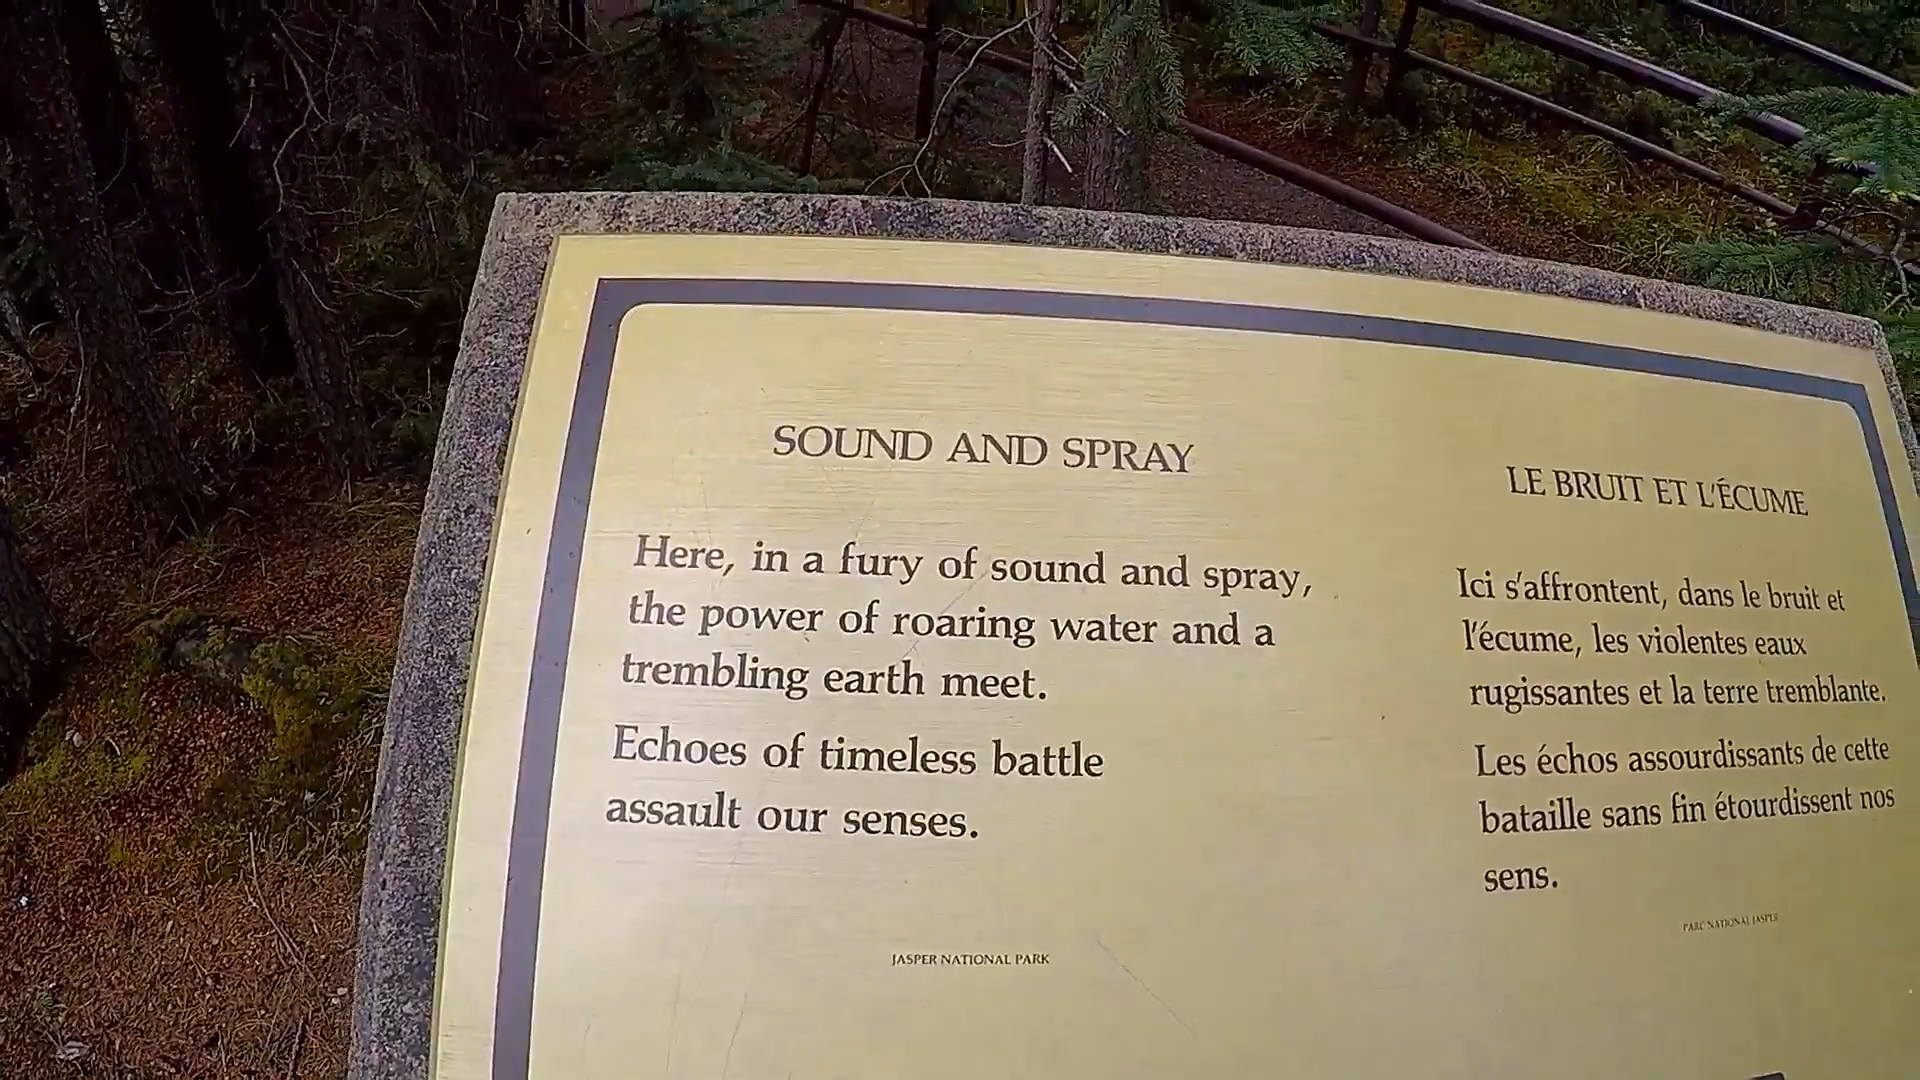 SOUND AND SPRAY
Here, in a fury of sound and spray,
the power of roaring water and a
trembling earth meet.
Echoes of timeless battle
assault our senses.
JASPER NATIONAL PARK
LE BRUIT ET L'ÉCUME
Ici s'affrontent, dans le bruit et
l'écume, les violentes eaux
rugissantes et la terre tremblante.
Les échos assourdissants de cette
bataille sans fin étourdissent nos
sens.
PARC NATIONAL JASPER